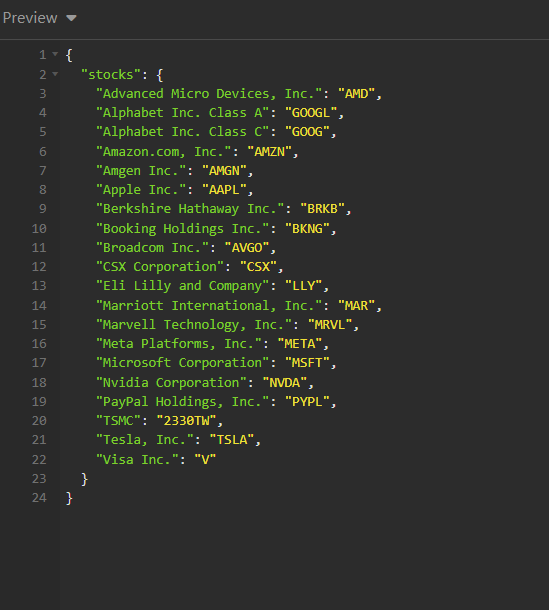 Preview
1 {
2 "stocks": {
3 "Advanced Micro Devices, Inc.": "AMD",
4 "Alphabet Inc. Class A": "GOOGL",
5 "Alphabet Inc. Class C": "GOOG",
6 "Amazon.com, Inc.": "AMZN",
7 "Amgen Inc.": "AMGN",
8 "Apple Inc.": "AAPL",
9 "Berkshire Hathaway Inc.": "BRKB",
10 "Booking Holdings Inc.": "BKNG",
11 "Broadcom Inc.": "AVGO",
12 "CSX Corporation": "CSX",
13 "Eli Lilly and Company": "LLY",
14 "Marriott International, Inc.": "MAR",
15 "Marvell Technology, Inc.": "MRVL",
16 "Meta Platforms, Inc.": "META",
17 "Microsoft Corporation": "MSFT",
18 "Nvidia Corporation": "NVDA",
19 "PayPal Holdings, Inc.": "PYPL",
20 "TSMC": "2330TW",
21 "Tesla, Inc.": "TSLA",
22 "Visa Inc.": "V"
23 }
24 }